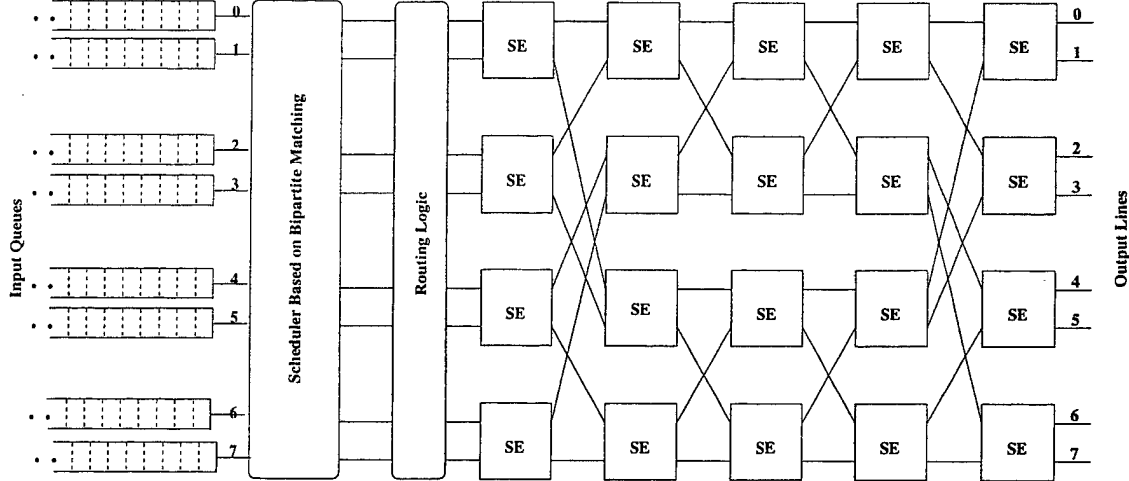 Input Queues
0
1
2
3
4
5
6
7
Scheduler Based on Bipartite Matching
Routing Logic
SE SE SE SE SE
SE SE SE SE SE
SE SE SE SE SE
SE SE SE SE SE
0
1
2
3
4
5
6
7
Output Lines